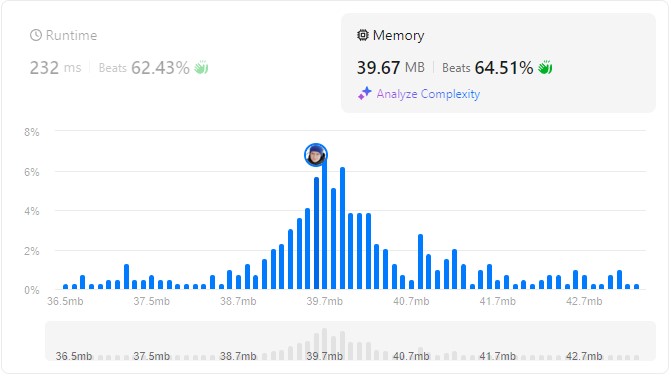 Runtime
232 ms | Beats 62.43%
Memory
39.67 MB | Beats 64.51%
Analyze Complexity
8%
6%
4%
2%
0%
36.5mb 37.5mb 38.7mb 39.7mb 40.7mb 41.7mb 42.7mb
36.5mb 37.5mb 38.7mb 39.7mb 40.7mb 41.7mb 42.7mb